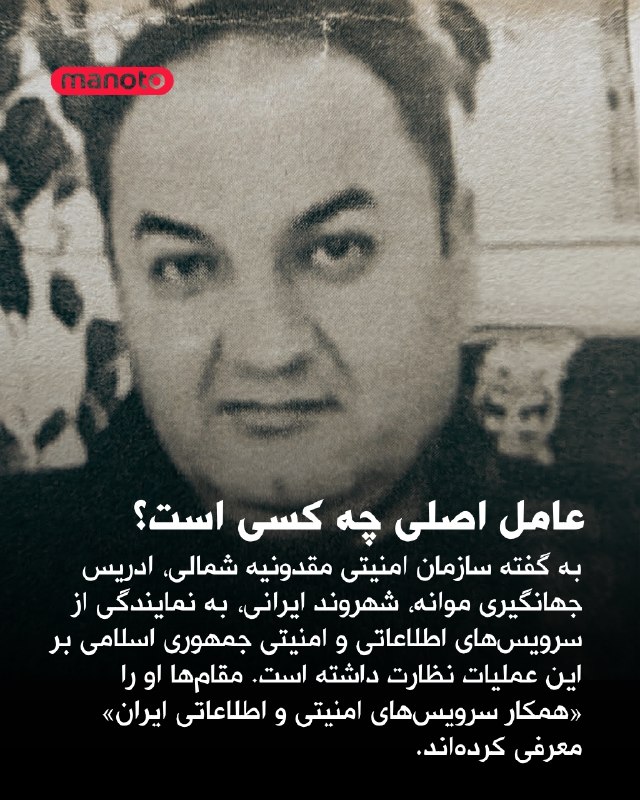 manoto
عامل اصلی چه کسی است؟
به گفته سازمان امنیتی مقدونیه شمالی، ادریس
جهانگیری موانه، شهروند ایرانی، به نمایندگی از
سرویس‌های اطلاعاتی و امنیتی جمهوری اسلامی بر
این عملیات نظارت داشته است. مقام‌ها او را
«همکار سرویس‌های امنیتی و اطلاعاتی ایران»
معرفی کرده‌اند.